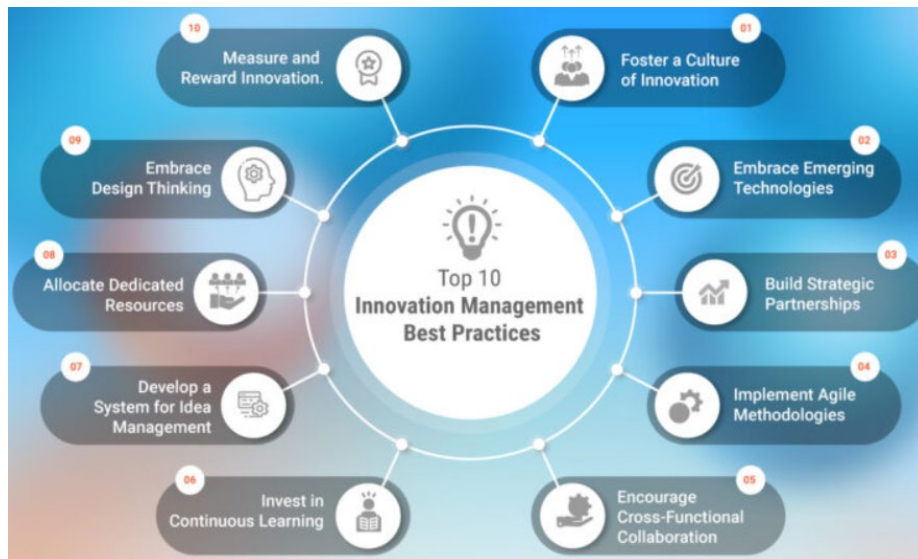 Top 10
Innovation Management
Best Practices
01
Foster a Culture
of Innovation
02
Embrace Emerging
Technologies
03
Build Strategic
Partnerships
04
Implement Agile
Methodologies
05
Encourage
Cross-Functional
Collaboration
06
Invest in
Continuous Learning
07
Develop a
System for Idea
Management
08
Allocate Dedicated
Resources
09
Embrace
Design Thinking
10
Measure and
Reward Innovation.